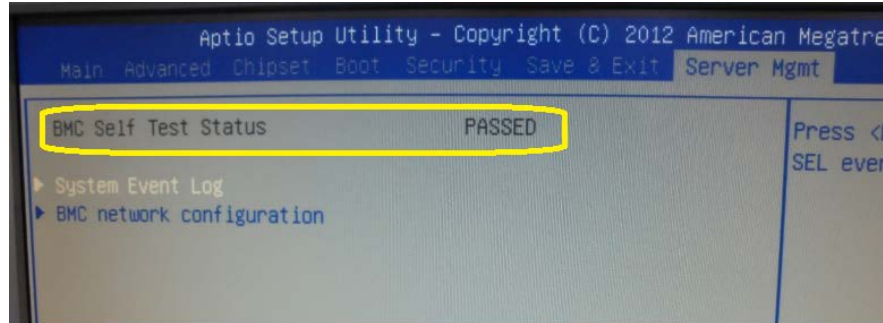 Aptio Setup Utility - Copyright (C) 2012 American Megatre
Main Advanced Chipset Boot Security Save & Exit Server Mgmt
BMC Self Test Status PASSED
Press <
SEL ever
System Event Log
BMC network configuration